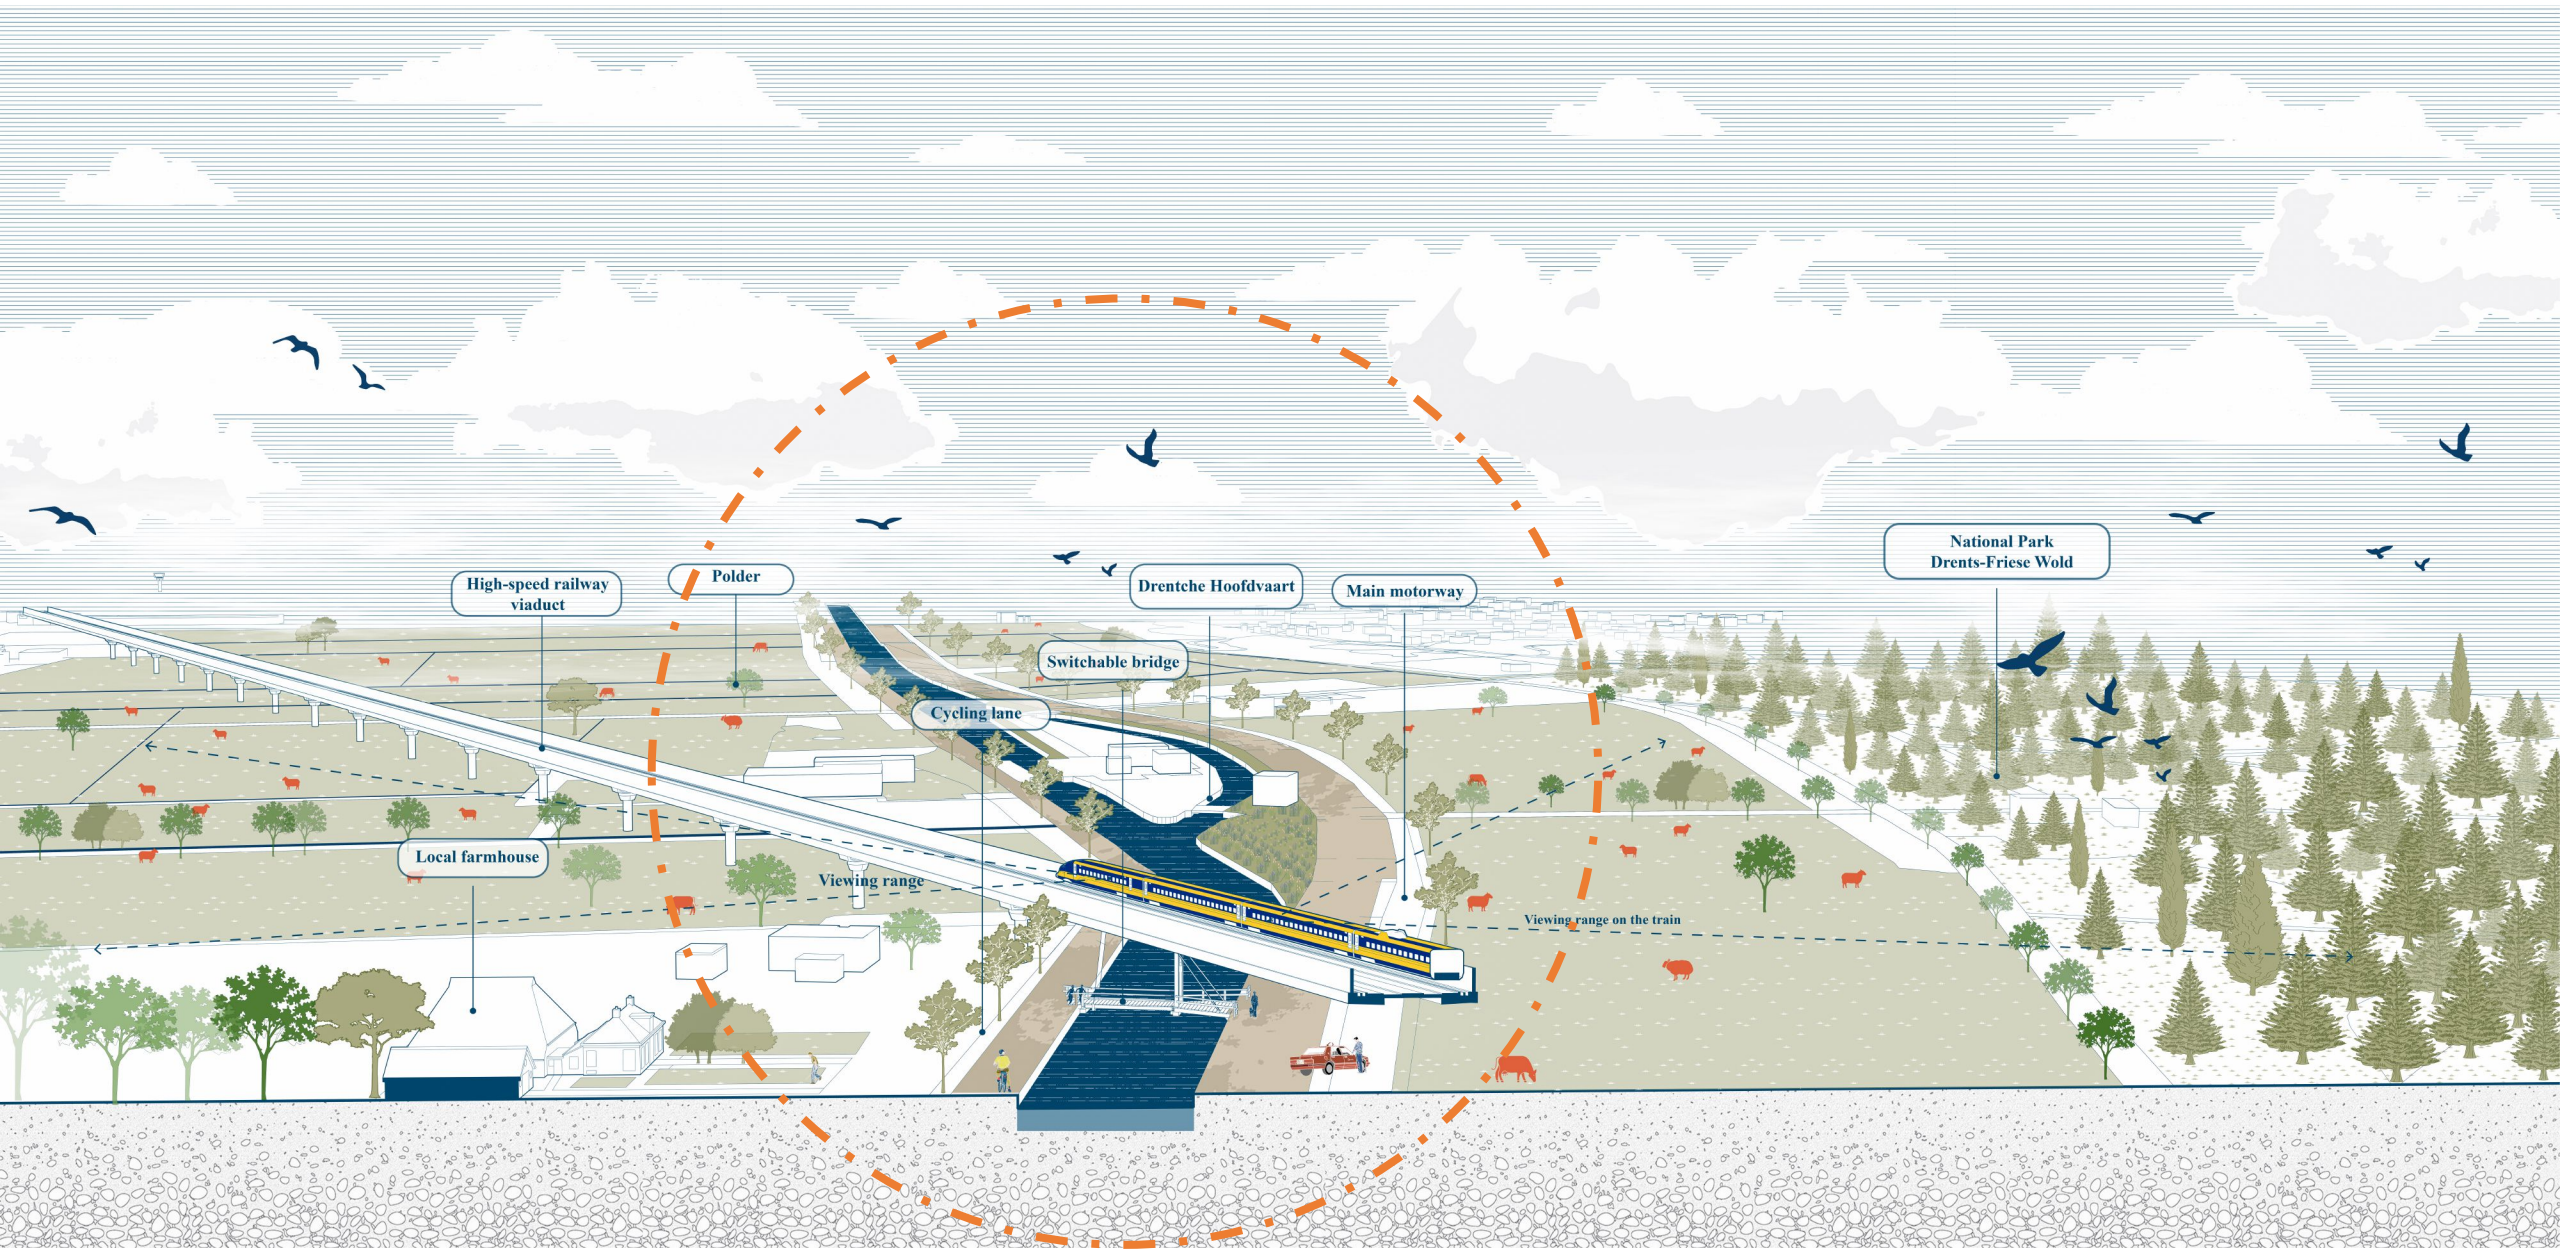 National Park
Drents-Friese Wold
High-speed railway
viaduct
Polder
Drentche Hoofdvaart
Main motorway
Switchable bridge
Cycling lane
Local farmhouse
Viewing range
Viewing range on the train